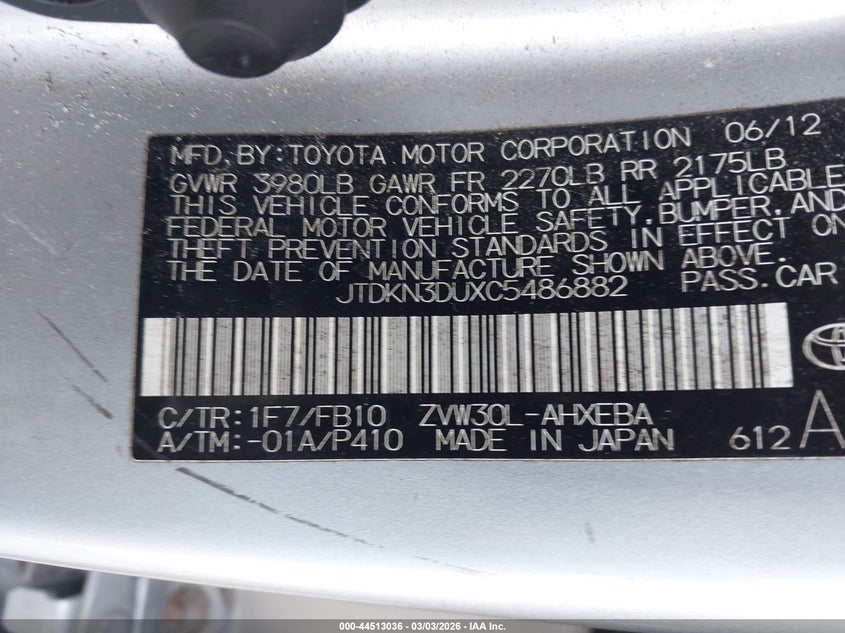 MFD. BY: TOYOTA MOTOR CORPORATION 06/12
GVWR 3980LB GAWR FR 2270LB RR 2175LB
THIS VEHICLE CONFORMS TO ALL APPLICABLE
FEDERAL MOTOR VEHICLE SAFETY, BUMPER, AND
THEFT PREVENTION STANDARDS IN EFFECT ON
THE DATE OF MANUFACTURE SHOWN ABOVE.
JTDKN3DUXC5486882 PASS. CAR
C/TR: 1F7/FB10 ZVW30L-AHXEBA
A/TM: -01A/P410 MADE IN JAPAN 612 A
000-44513036 - 03/03/2026 - IAA Inc.